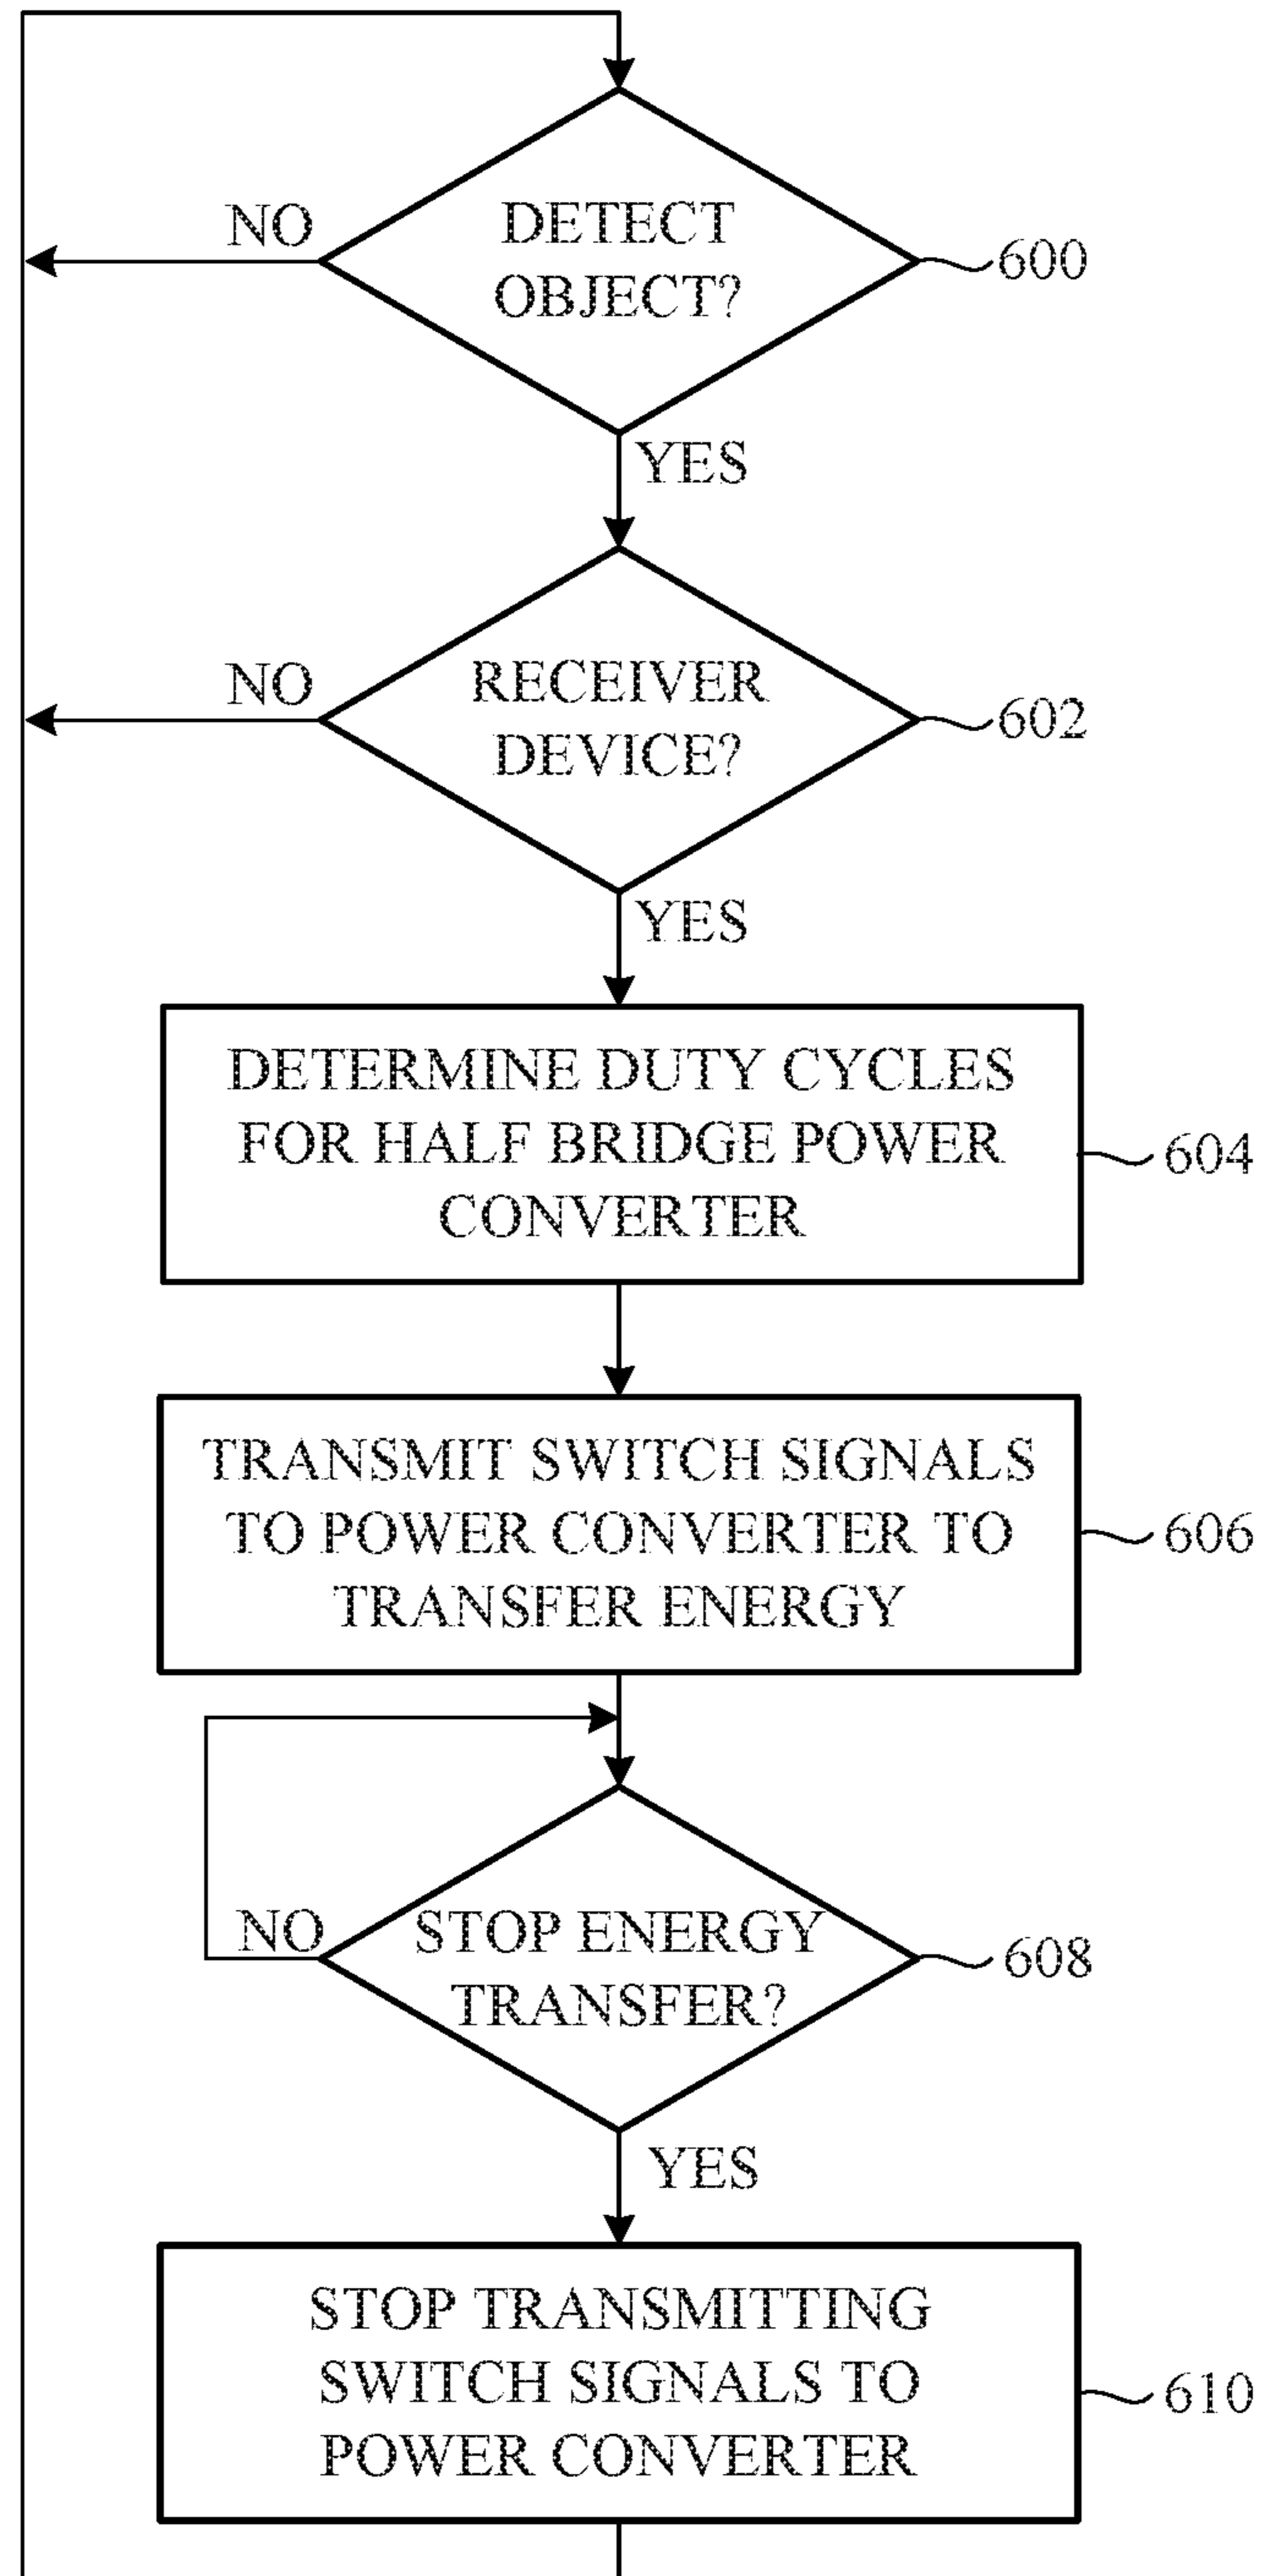 DETECT
OBJECT?
NO
600
YES
RECEIVER
DEVICE?
NO
602
YES
DETERMINE DUTY CYCLES
FOR HALF BRIDGE POWER
CONVERTER
604
TRANSMIT SWITCH SIGNALS
TO POWER CONVERTER TO
TRANSFER ENERGY
606
STOP ENERGY
TRANSFER?
NO
608
YES
STOP TRANSMITTING
SWITCH SIGNALS TO
POWER CONVERTER
610